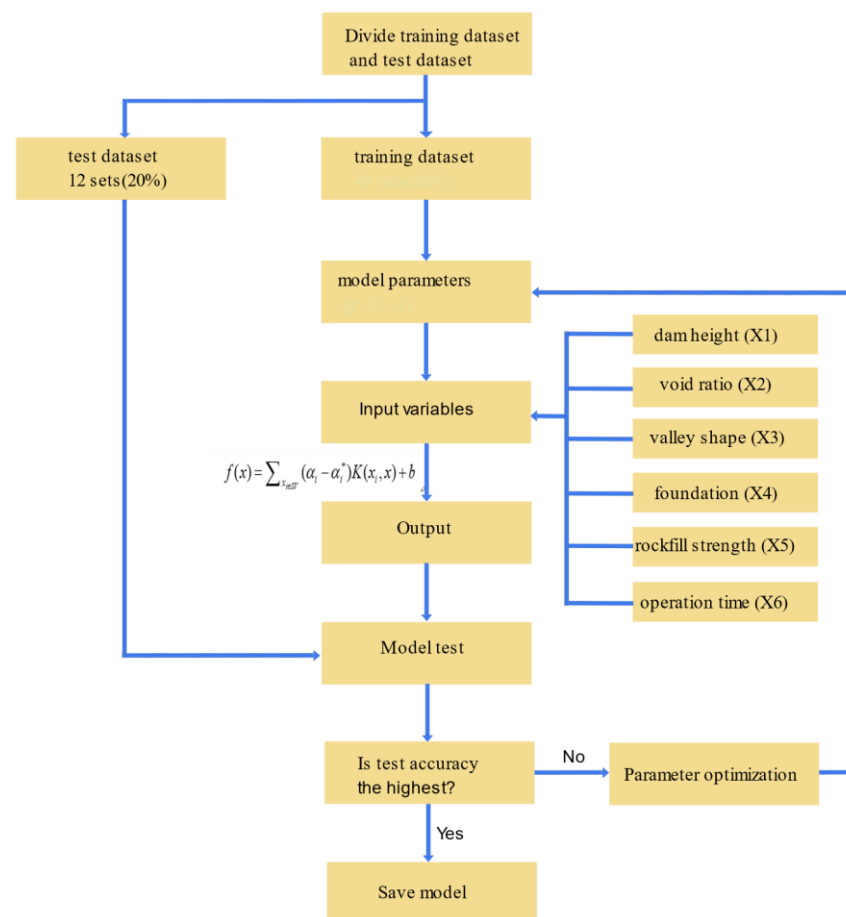 Divide training dataset
and test dataset
test dataset
12 sets(20%)
training dataset
model parameters
dam height (X1)
void ratio (X2)
Input variables
valley shape (X3)
f(x)=∑ (αᵢ−αᵢ*)K(xᵢ,x)+b
foundation (X4)
Output
rockfill strength (X5)
operation time (X6)
Model test
Is test accuracy
the highest?
No
Parameter optimization
Yes
Save model